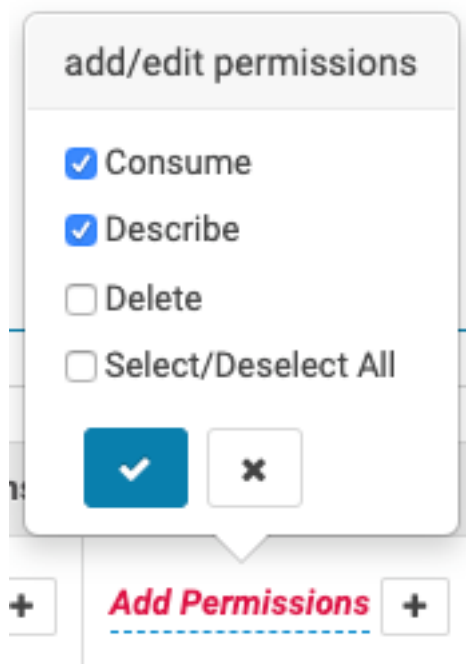 add/edit permissions
Consume
Describe
Delete
Select/Deselect All
Add Permissions